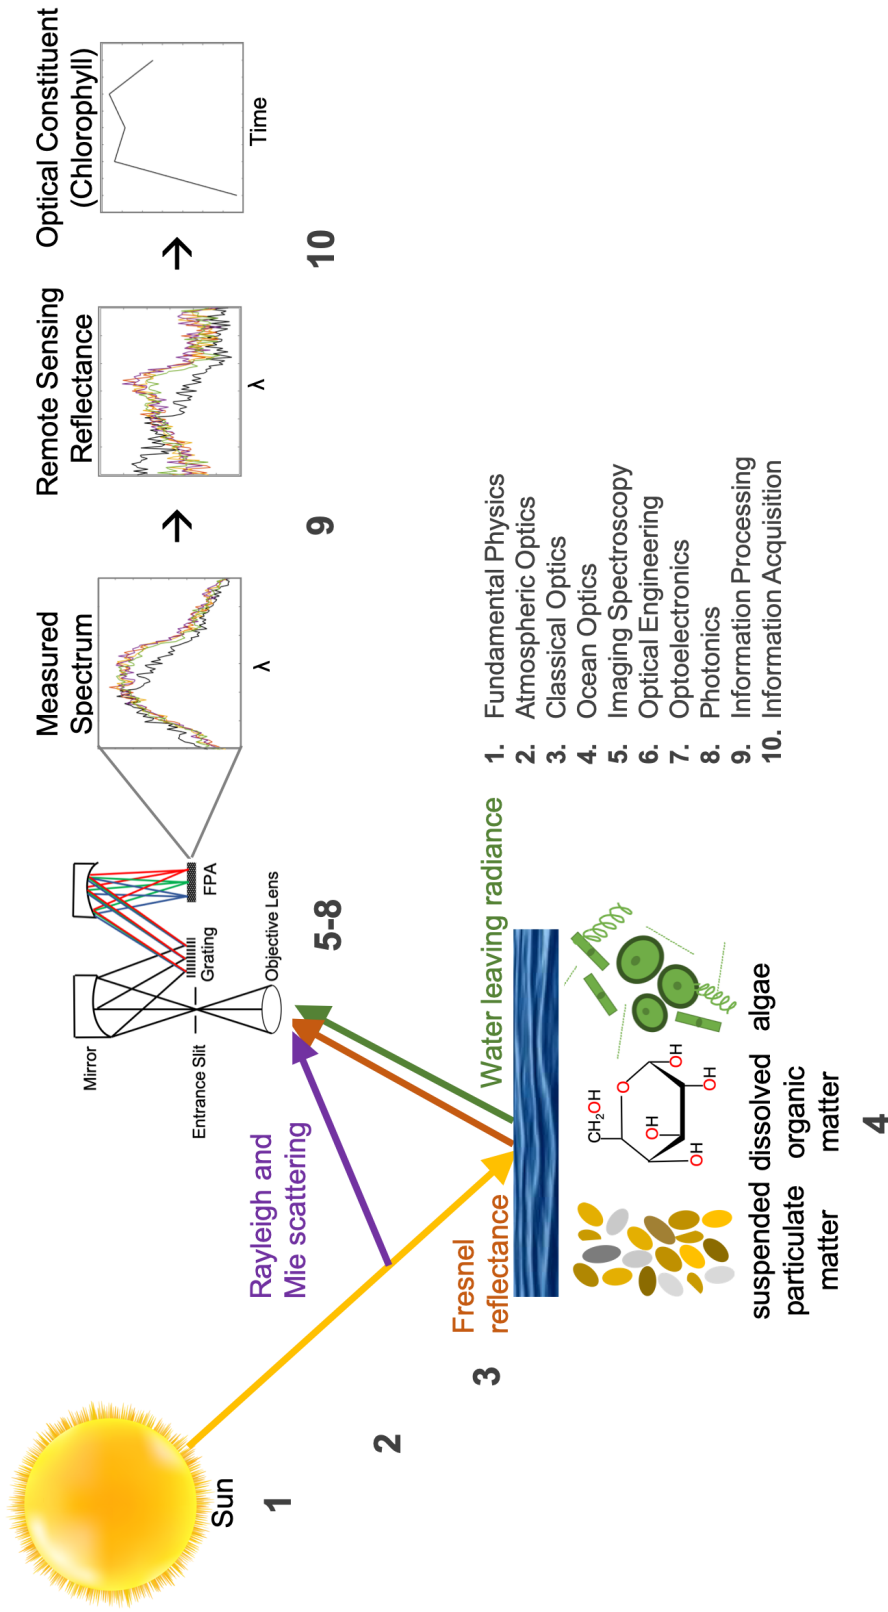 Sun
1
2
3
Rayleigh and
Mie scattering
Fresnel
reflectance
Mirror
Entrance Slit
Grating
FPA
Objective Lens
5-8
Water leaving radiance
suspended
particulate
matter
CH₂OH
O
OH
OH
OH
OH
dissolved
organic
matter
algae
4
Measured
Spectrum
λ
→
9
Remote Sensing
Reflectance
λ
→
10
Optical Constituent
(Chlorophyll)
Time
1. Fundamental Physics
2. Atmospheric Optics
3. Classical Optics
4. Ocean Optics
5. Imaging Spectroscopy
6. Optical Engineering
7. Optoelectronics
8. Photonics
9. Information Processing
10. Information Acquisition